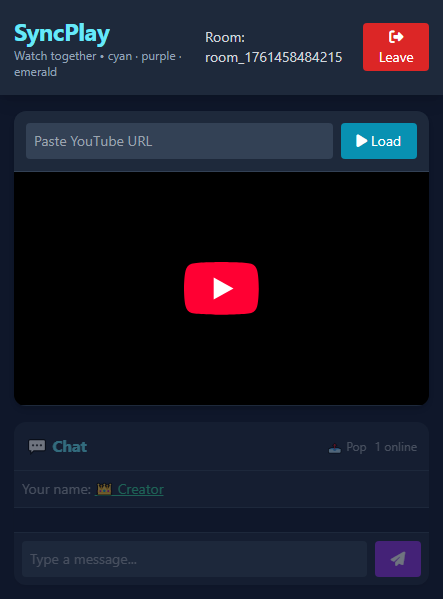 SyncPlay
Watch together • cyan · purple ·
emerald
Room:
room_1761458484215
Leave
Paste YouTube URL
Load
Chat
Pop 1 online
Your name: Creator
Type a message...